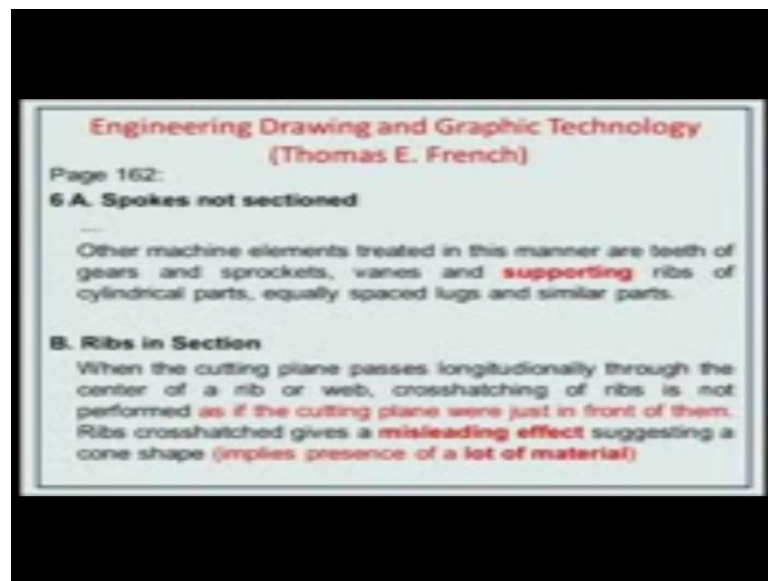 Engineering Drawing and Graphic Technology
(Thomas E. French)
Page 162:
6 A. Spokes not sectioned
...
Other machine elements treated in this manner are teeth of
gears and sprockets, vanes and supporting ribs of
cylindrical parts, equally spaced lugs and similar parts.
B. Ribs in Section
When the cutting plane passes longitudionally through the
center of a rib or web, crosshatching of ribs is not
performed as if the cutting plane were just in front of them.
Ribs crosshatched gives a misleading effect suggesting a
cone shape (implies presence of a lot of material)